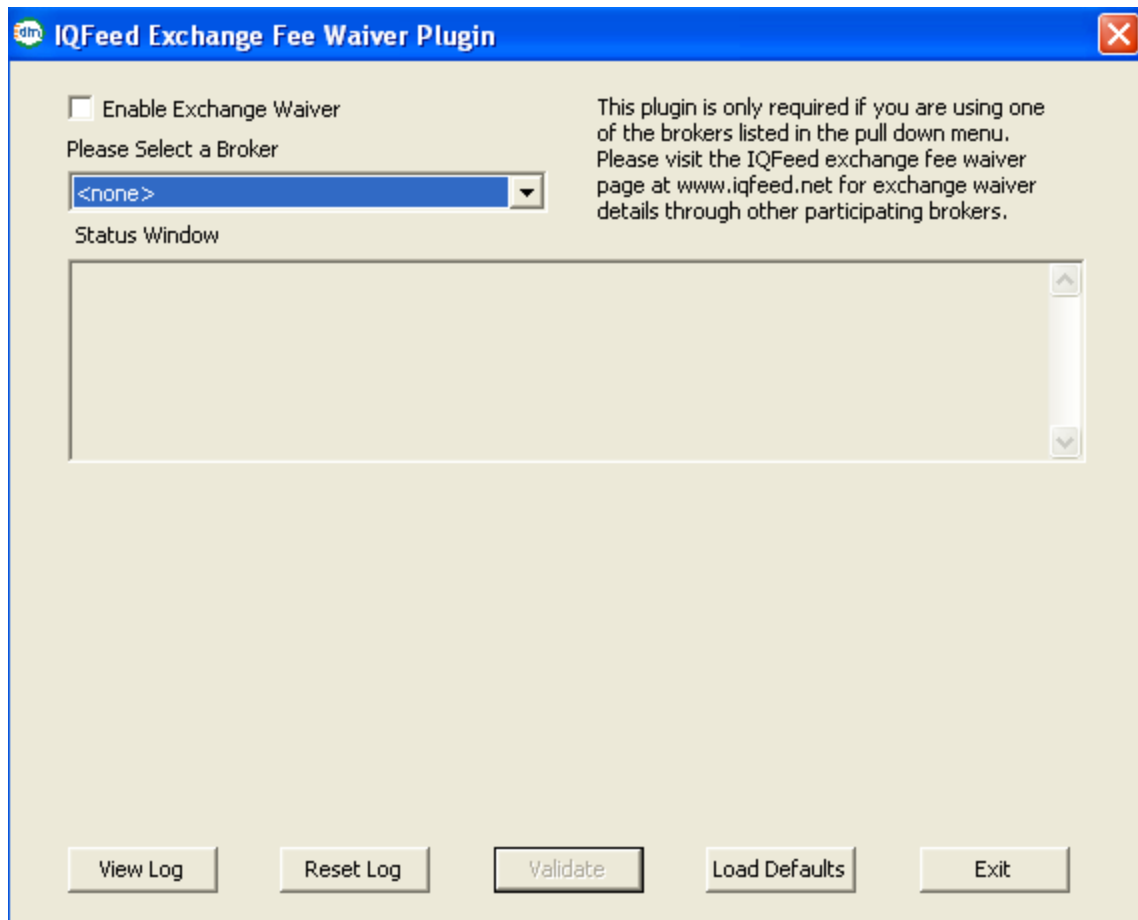 dm IQFeed Exchange Fee Waiver Plugin
Enable Exchange Waiver
Please Select a Broker
<none>
Status Window
This plugin is only required if you are using one
of the brokers listed in the pull down menu.
Please visit the IQFeed exchange fee waiver
page at www.iqfeed.net for exchange waiver
details through other participating brokers.
View Log
Reset Log
Validate
Load Defaults
Exit